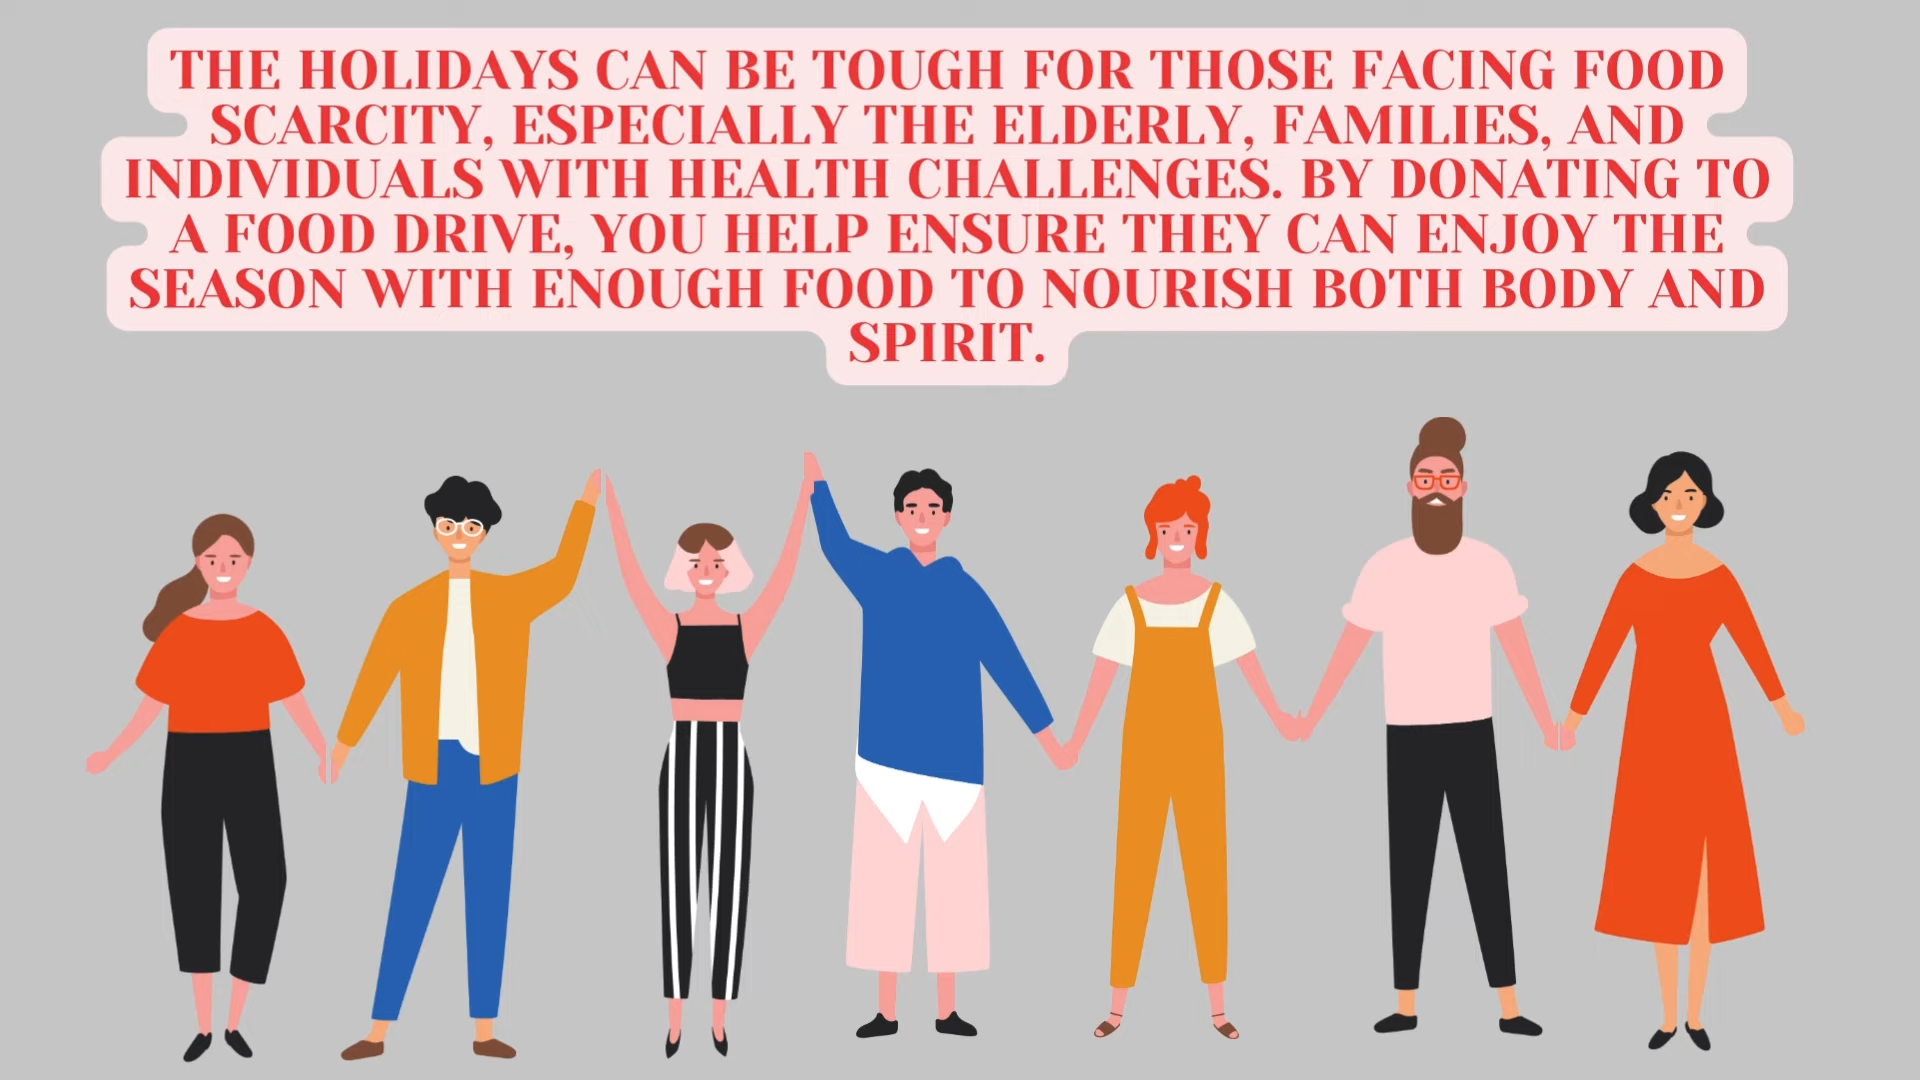 THE HOLIDAYS CAN BE TOUGH FOR THOSE FACING FOOD
SCARCITY, ESPECIALLY THE ELDERLY, FAMILIES, AND
INDIVIDUALS WITH HEALTH CHALLENGES. BY DONATING TO
A FOOD DRIVE, YOU HELP ENSURE THEY CAN ENJOY THE
SEASON WITH ENOUGH FOOD TO NOURISH BOTH BODY AND
SPIRIT.